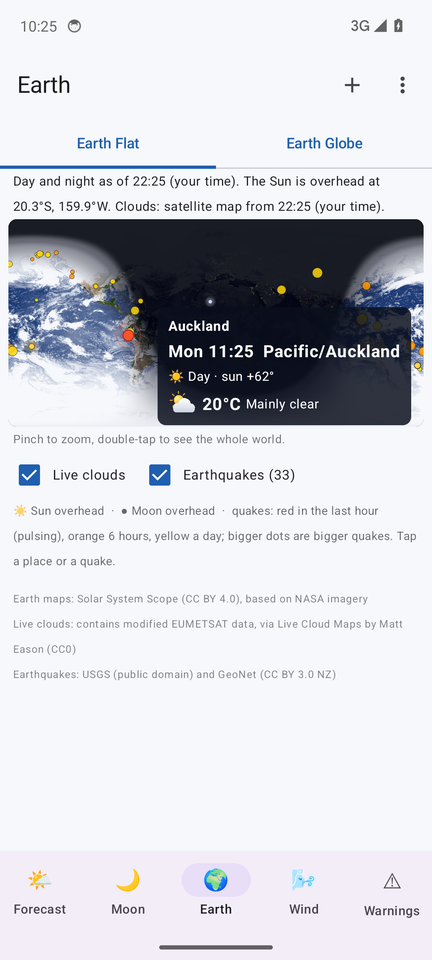 10:25
3G
Earth
Earth Flat
Earth Globe
Day and night as of 22:25 (your time). The Sun is overhead at
20.3°S, 159.9°W. Clouds: satellite map from 22:25 (your time).
Auckland
Mon 11:25 Pacific/Auckland
☀️ Day · sun +62°
20°C Mainly clear
Pinch to zoom, double-tap to see the whole world.
Live clouds
Earthquakes (33)
☀️ Sun overhead · ● Moon overhead · quakes: red in the last hour
(pulsing), orange 6 hours, yellow a day; bigger dots are bigger quakes. Tap
a place or a quake.
Earth maps: Solar System Scope (CC BY 4.0), based on NASA imagery
Live clouds: contains modified EUMETSAT data, via Live Cloud Maps by Matt
Eason (CC0)
Earthquakes: USGS (public domain) and GeoNet (CC BY 3.0 NZ)
Forecast
Moon
Earth
Wind
Warnings